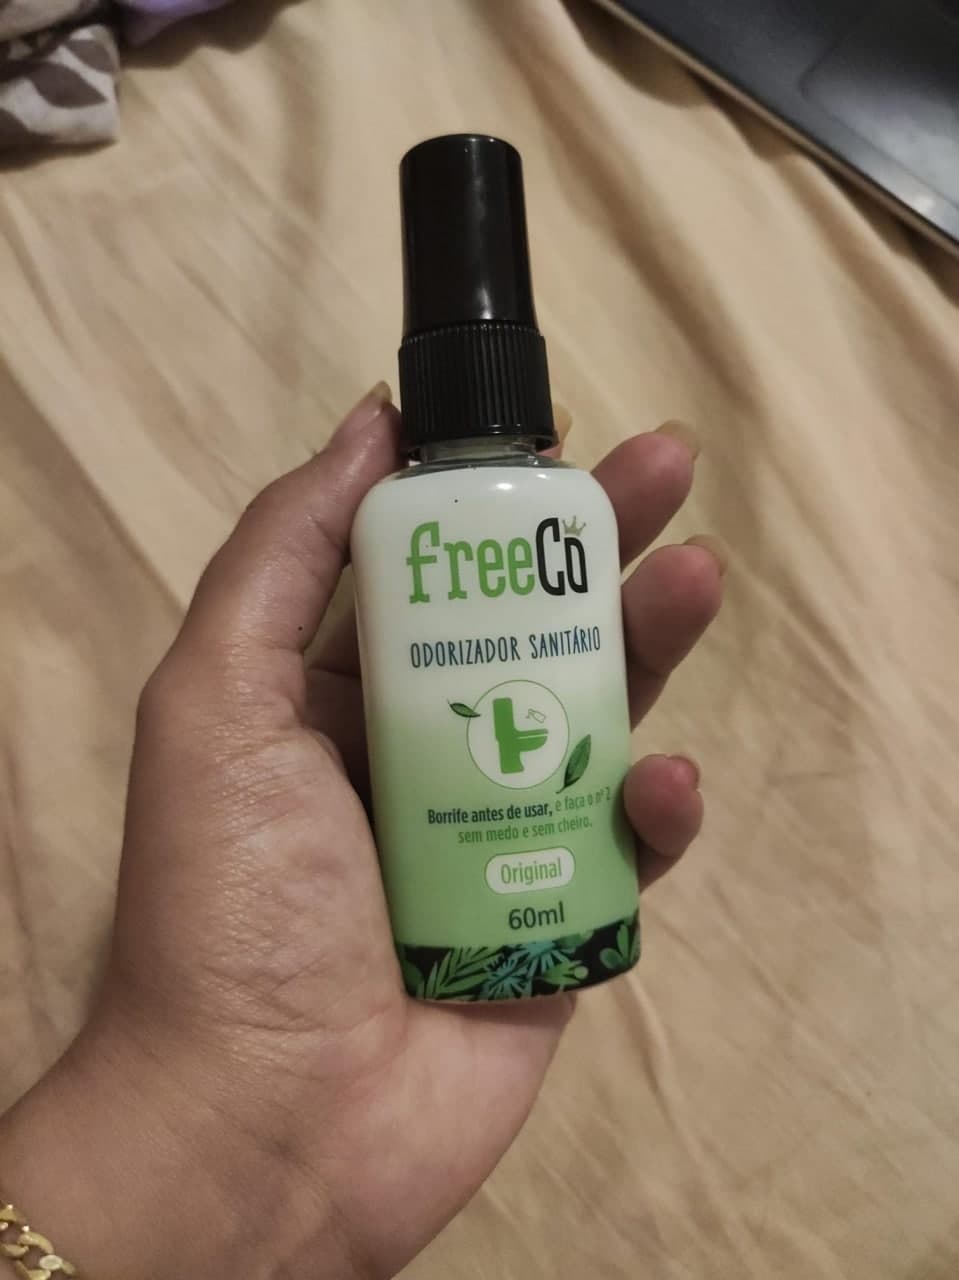 freeCô
ODORIZADOR SANITÁRIO
Borrife antes de usar, e faça o nº 2
sem medo e sem cheiro.
Original
60ml